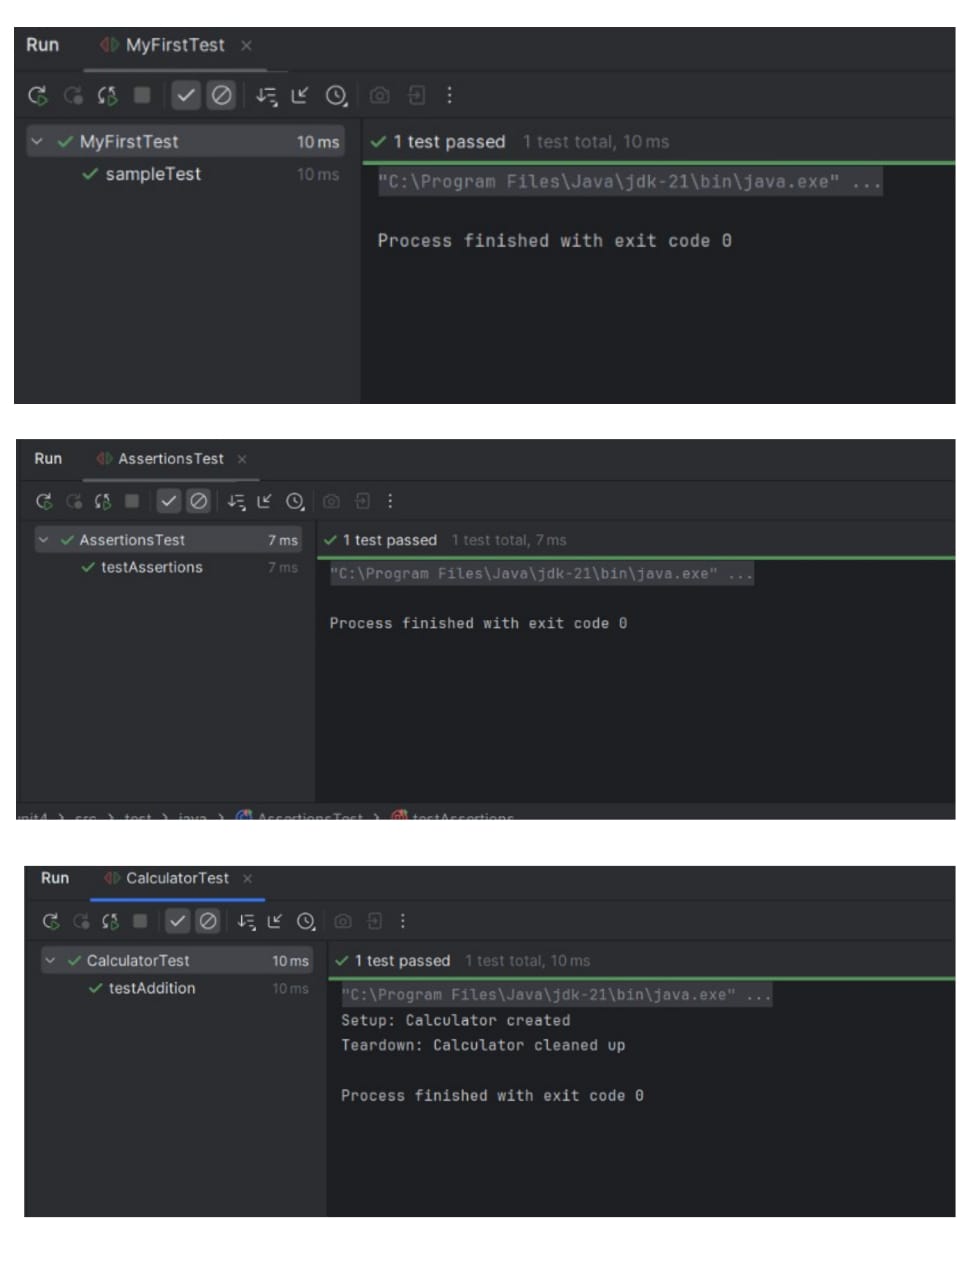 Run MyFirstTest ×
MyFirstTest 10 ms
1 test passed 1 test total, 10 ms
sampleTest 10 ms
"C:\Program Files\Java\jdk-21\bin\java.exe" ...
Process finished with exit code 0
Run AssertionsTest ×
AssertionsTest 7 ms
1 test passed 1 test total, 7 ms
testAssertions 7 ms
"C:\Program Files\Java\jdk-21\bin\java.exe" ...
Process finished with exit code 0
src > test > java > AssertionsTest > testAssertions
Run CalculatorTest ×
CalculatorTest 10 ms
1 test passed 1 test total, 10 ms
testAddition 10 ms
"C:\Program Files\Java\jdk-21\bin\java.exe" ...
Setup: Calculator created
Teardown: Calculator cleaned up
Process finished with exit code 0